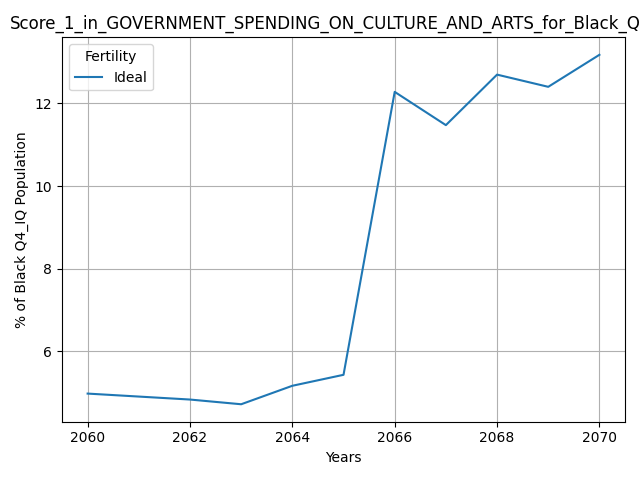 Score_1_in_GOVERNMENT_SPENDING_ON_CULTURE_AND_ARTS_for_Black_Q
Fertility
Ideal
% of Black Q4_IQ Population
12
10
8
6
2060 2062 2064 2066 2068 2070
Years